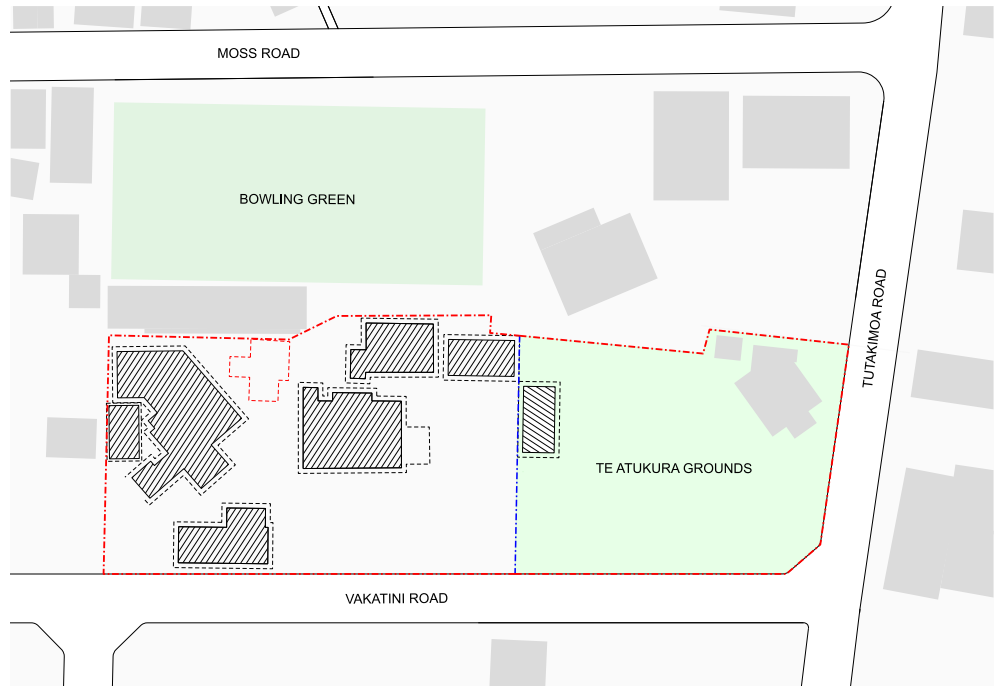 MOSS ROAD
BOWLING GREEN
TUTAKIMOA ROAD
TE ATUKURA GROUNDS
VAKATINI ROAD